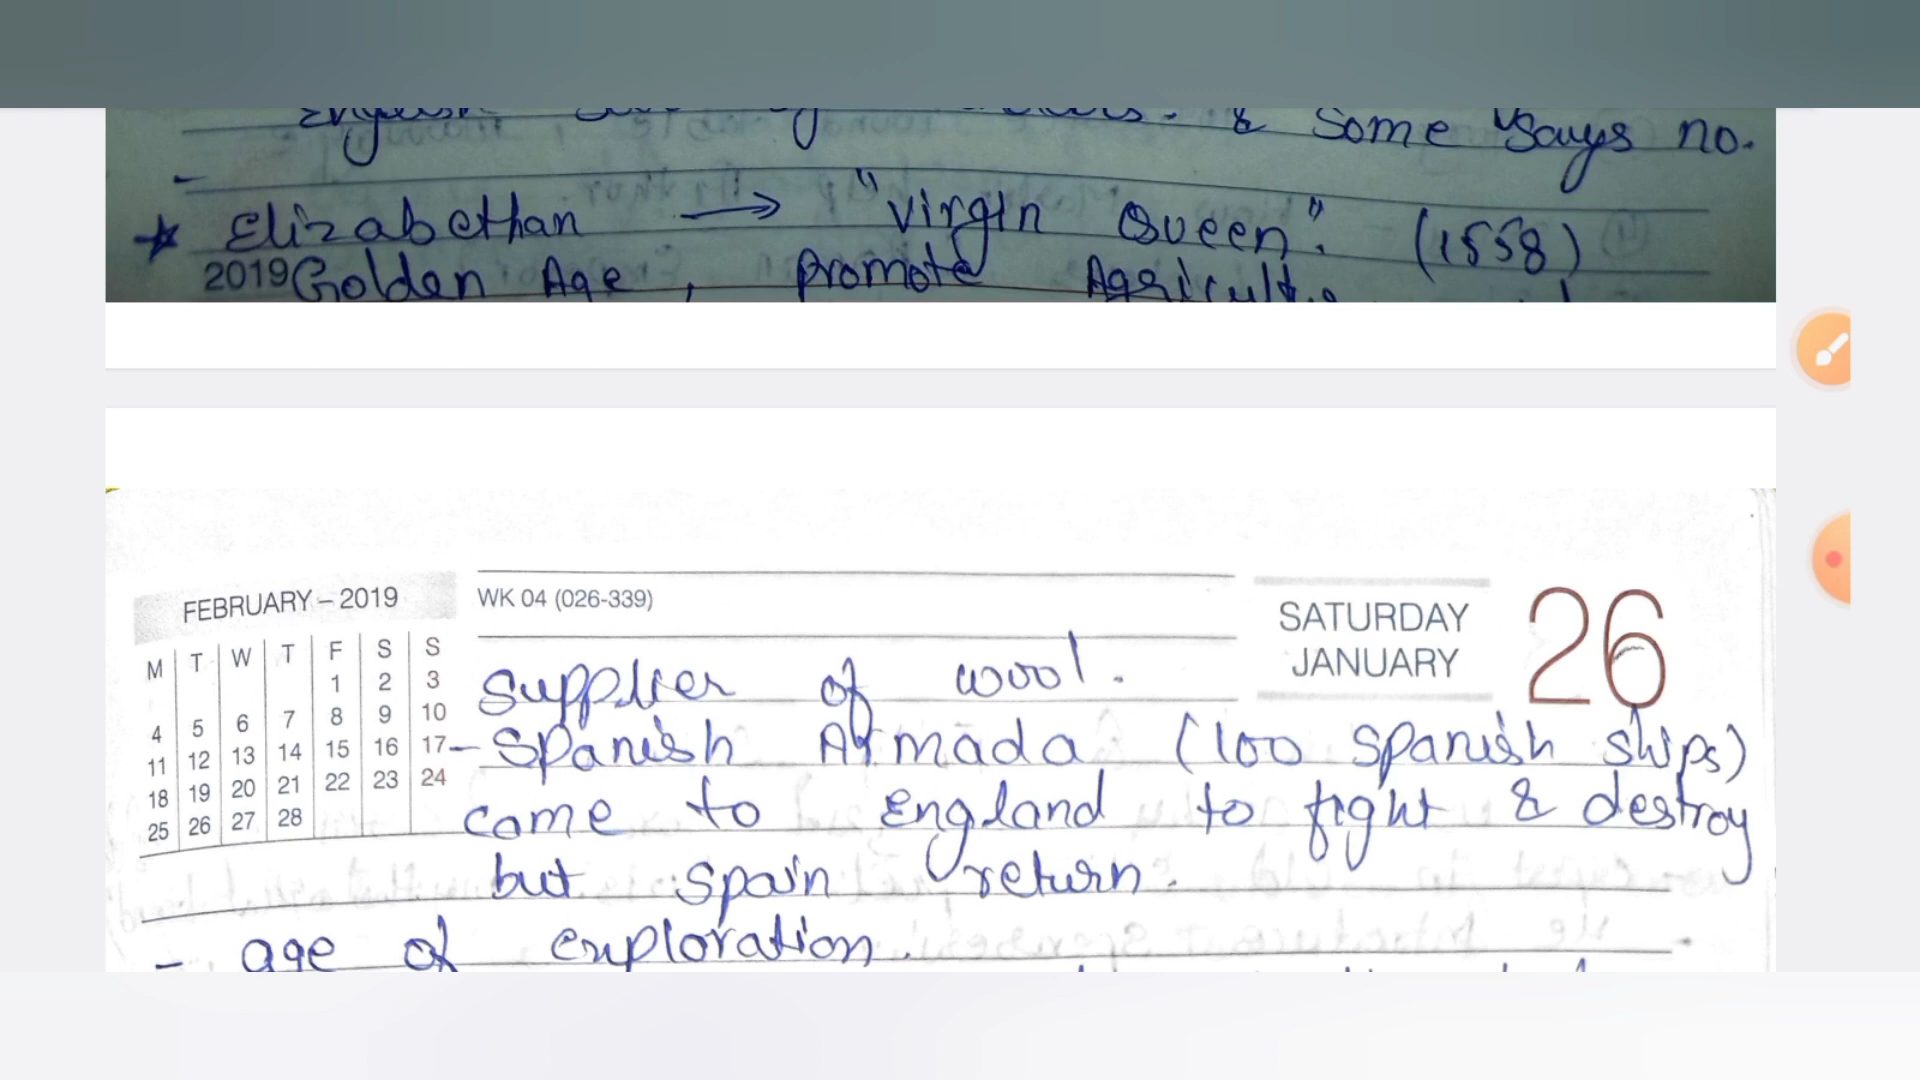 English & Some Says no.
* Elizabethan → "Virgin Queen". (1558)
2019 Golden Age, Promote
FEBRUARY – 2019
WK 04 (026-339)
SATURDAY
JANUARY
26
M T W T F S S
1 2 3
4 5 6 7 8 9 10
11 12 13 14 15 16 17
18 19 20 21 22 23 24
25 26 27 28
Supplier of wool.
- Spanish Armada (100 Spanish ships)
came to England to fight & destroy
but Spain return.
- age of exploration.